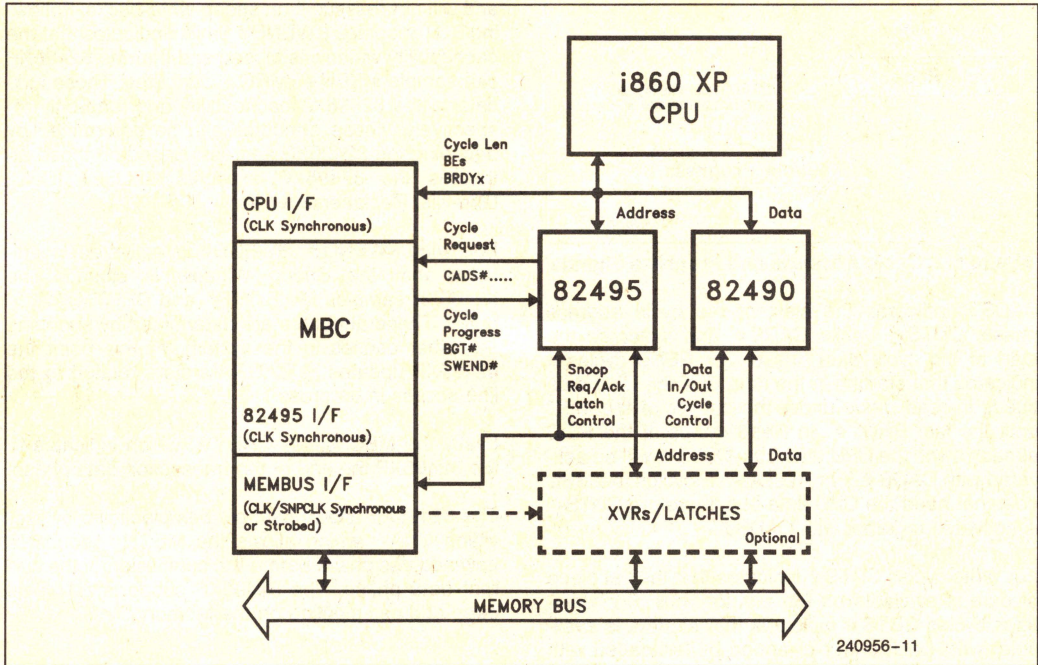 i860 XP
CPU
Cycle Len
BEs
BRDYx
CPU I/F
(CLK Synchronous)
Address
Data
Cycle
Request
CADS#.....
82495
82490
MBC
Cycle
Progress
BGT#
SWEND#
Snoop
Req/Ack
Latch
Control
Data
In/Out
Cycle
Control
82495 I/F
(CLK Synchronous)
Address
Data
MEMBUS I/F
(CLK/SNPCLK Synchronous
or Strobed)
XVRs/LATCHES
Optional
MEMORY BUS
240956-11